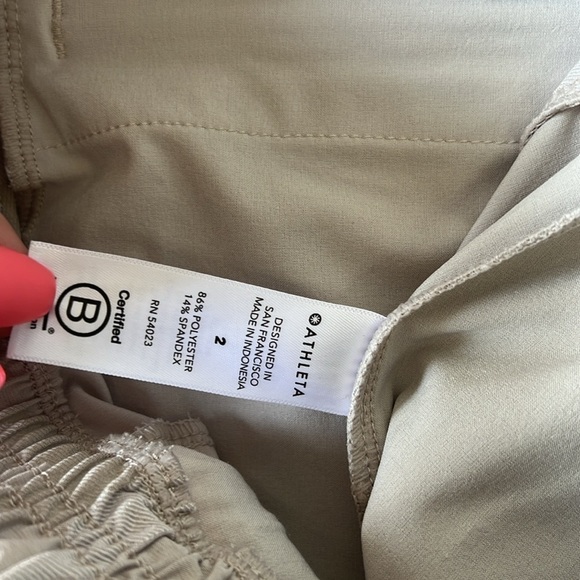 ATHLETA
DESIGNED IN
SAN FRANCISCO
MADE IN INDONESIA
2
86% POLYESTER
14% SPANDEX
RN 54023
Certified
B